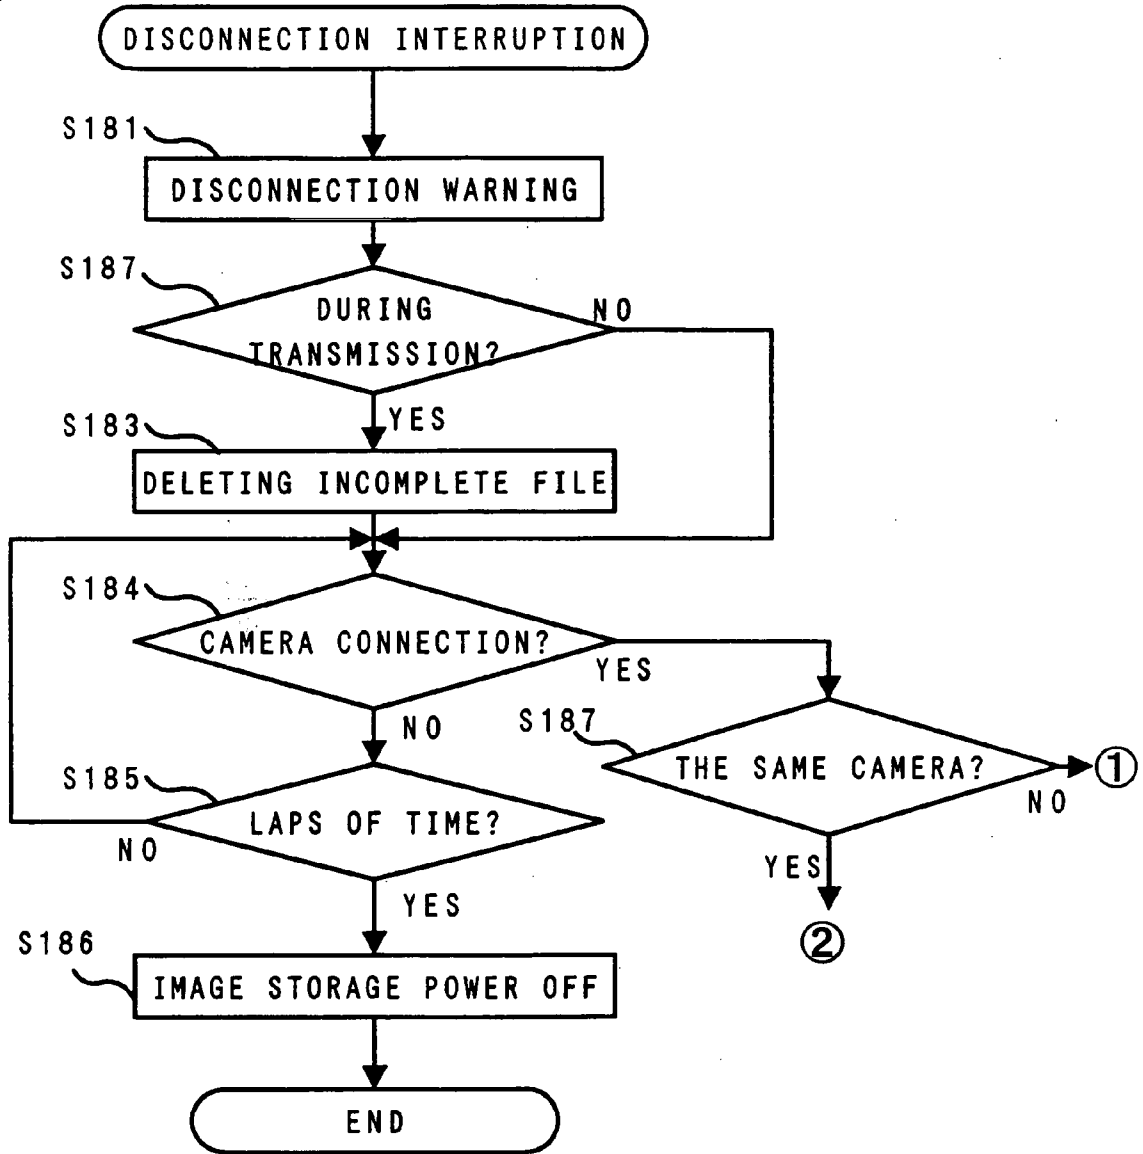 DISCONNECTION INTERRUPTION
S181
DISCONNECTION WARNING
S187
DURING
TRANSMISSION?
NO
YES
S183
DELETING INCOMPLETE FILE
S184
CAMERA CONNECTION?
YES
NO
S187
THE SAME CAMERA?
①
NO
YES
②
S185
LAPS OF TIME?
NO
YES
S186
IMAGE STORAGE POWER OFF
END